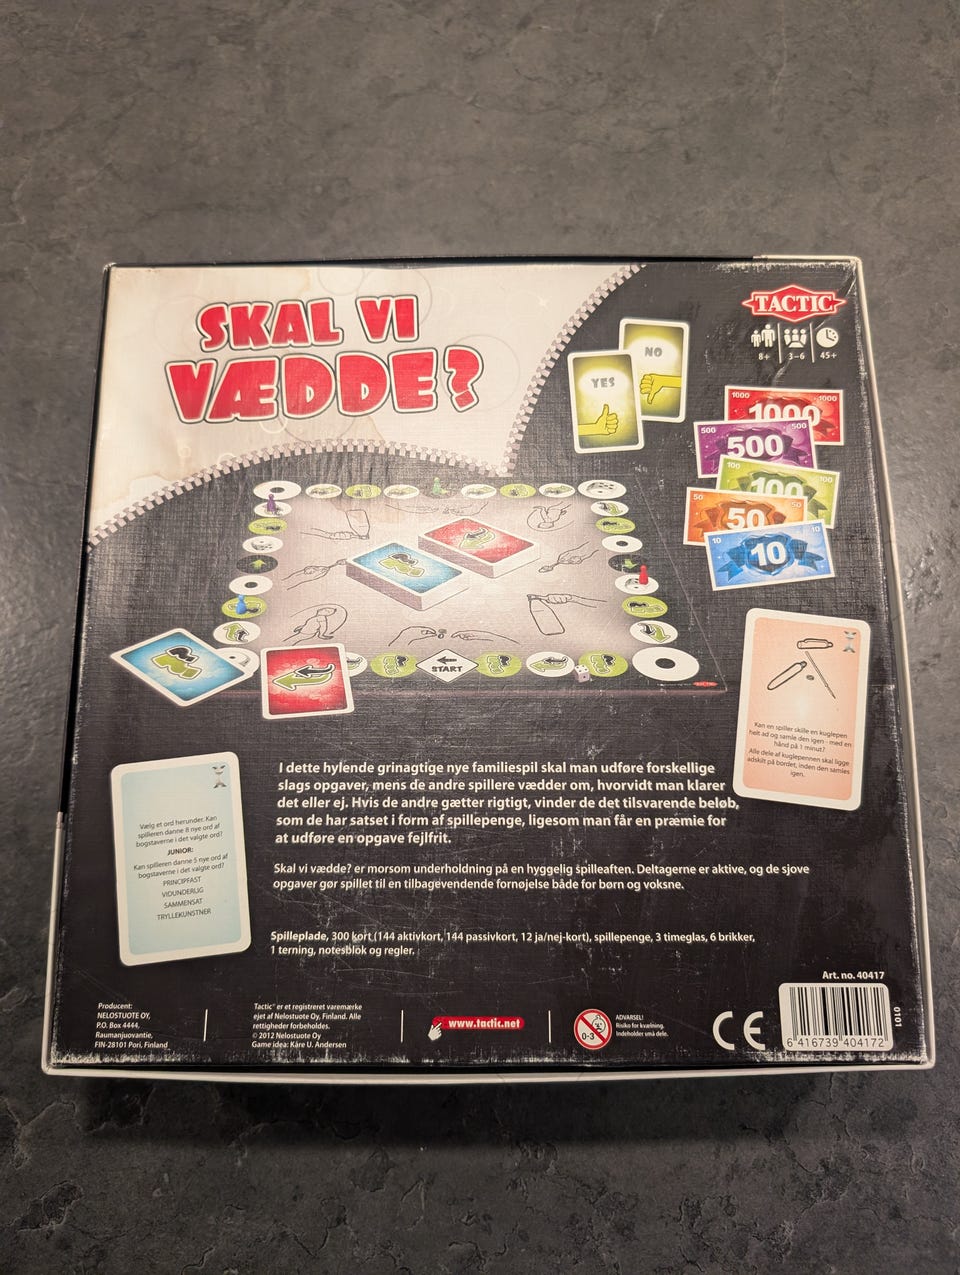 SKAL VI
VÆDDE?
TACTIC
8+
3-6
45+
YES
NO
1000
1000
1000
500
500
500
100
100
100
50
50
50
10
10
10
START
Kan en spiller skille en kuglepen
helt ad og samle den igen - med en
hånd på 1 minut?
Alle dele af kuglepennen skal ligge
adskilt på bordet, inden den samles
igen.
I dette hylende grinagtige nye familiespil skal man udføre forskellige
slags opgaver, mens de andre spillere vædder om, hvorvidt man klarer
det eller ej. Hvis de andre gætter rigtigt, vinder de det tilsvarende beløb,
som de har satset i form af spillepenge, ligesom man får en præmie for
at udføre en opgave fejlfrit.
Vælg et ord herunder. Kan
spilleren danne 8 nye ord af
bogstaverne i det valgte ord?
JUNIOR:
Kan spilleren danne 5 nye ord af
bogstaverne i det valgte ord?
PRINCIPFAST
VIDUNDERLIG
SAMMENSAT
TRYLLEKUNSTNER
Skal vi vædde? er morsom underholdning på en hyggelig spilleaften. Deltagerne er aktive, og de sjove
opgaver gør spillet til en tilbagevendende fornøjelse både for børn og voksne.
Spilleplade, 300 kort (144 aktivkort, 144 passivkort, 12 ja/nej-kort), spillepenge, 3 timeglas, 6 brikker,
1 terning, notesblok og regler.
Art. no. 40417
Producent:
NELOSTUOTE OY,
P.O. Box 4444,
Raumanjuovantie,
FIN-28101 Pori, Finland
Tactic® er et registreret varemærke
ejet af Nelostuote Oy, Finland. Alle
rettigheder forbeholdes.
© 2012 Nelostuote Oy
Game idea: Kåre U. Andersen
www.tactic.net
0-3
ADVARSEL!
Risiko for kvælning.
Indeholder små dele.
CE
6 416739 404172
0101